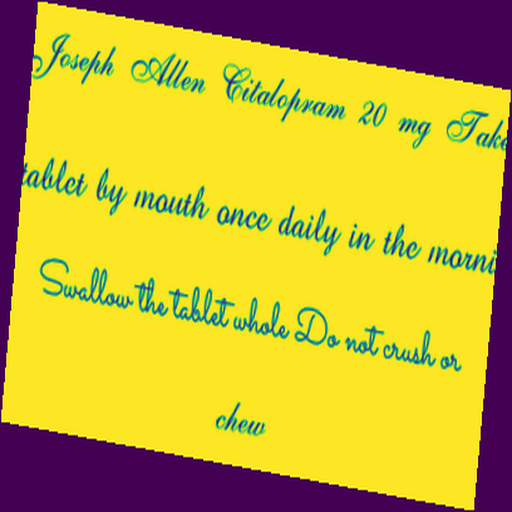 Joseph Allen Citalopram 20 mg Take
tablet by mouth once daily in the
Swallow the tablet whole Do not crush or
chew